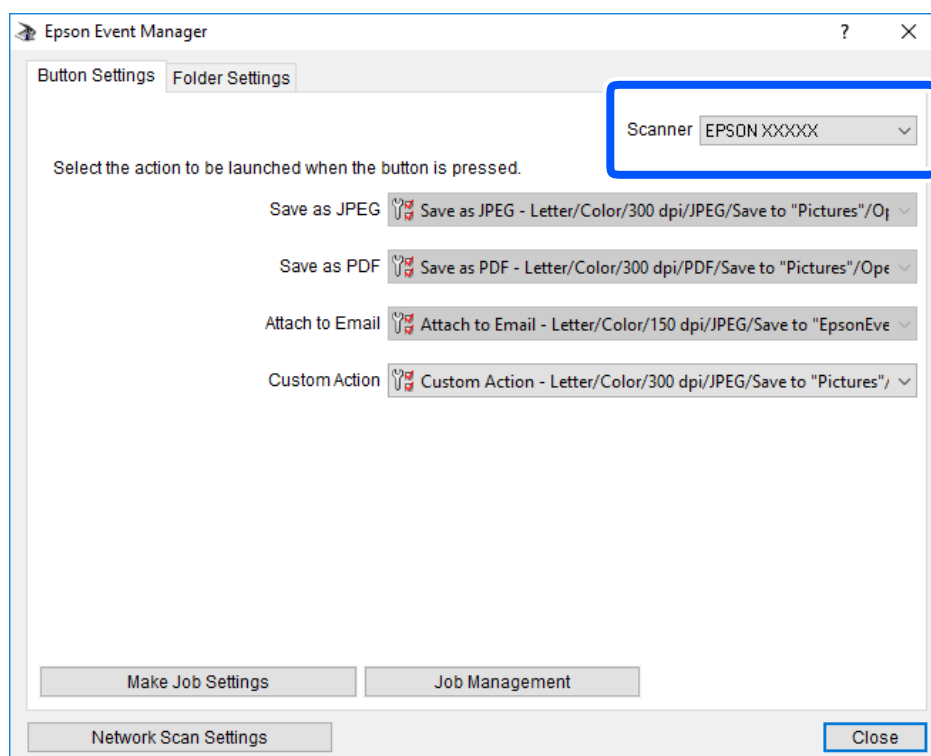 Epson Event Manager
Button Settings Folder Settings
Scanner EPSON XXXXX
Select the action to be launched when the button is pressed.
Save as JPEG Save as JPEG - Letter/Color/300 dpi/JPEG/Save to "Pictures"/Op
Save as PDF Save as PDF - Letter/Color/300 dpi/PDF/Save to "Pictures"/Ope
Attach to Email Attach to Email - Letter/Color/150 dpi/JPEG/Save to "EpsonEve
Custom Action Custom Action - Letter/Color/300 dpi/JPEG/Save to "Pictures"/
Make Job Settings Job Management
Network Scan Settings Close